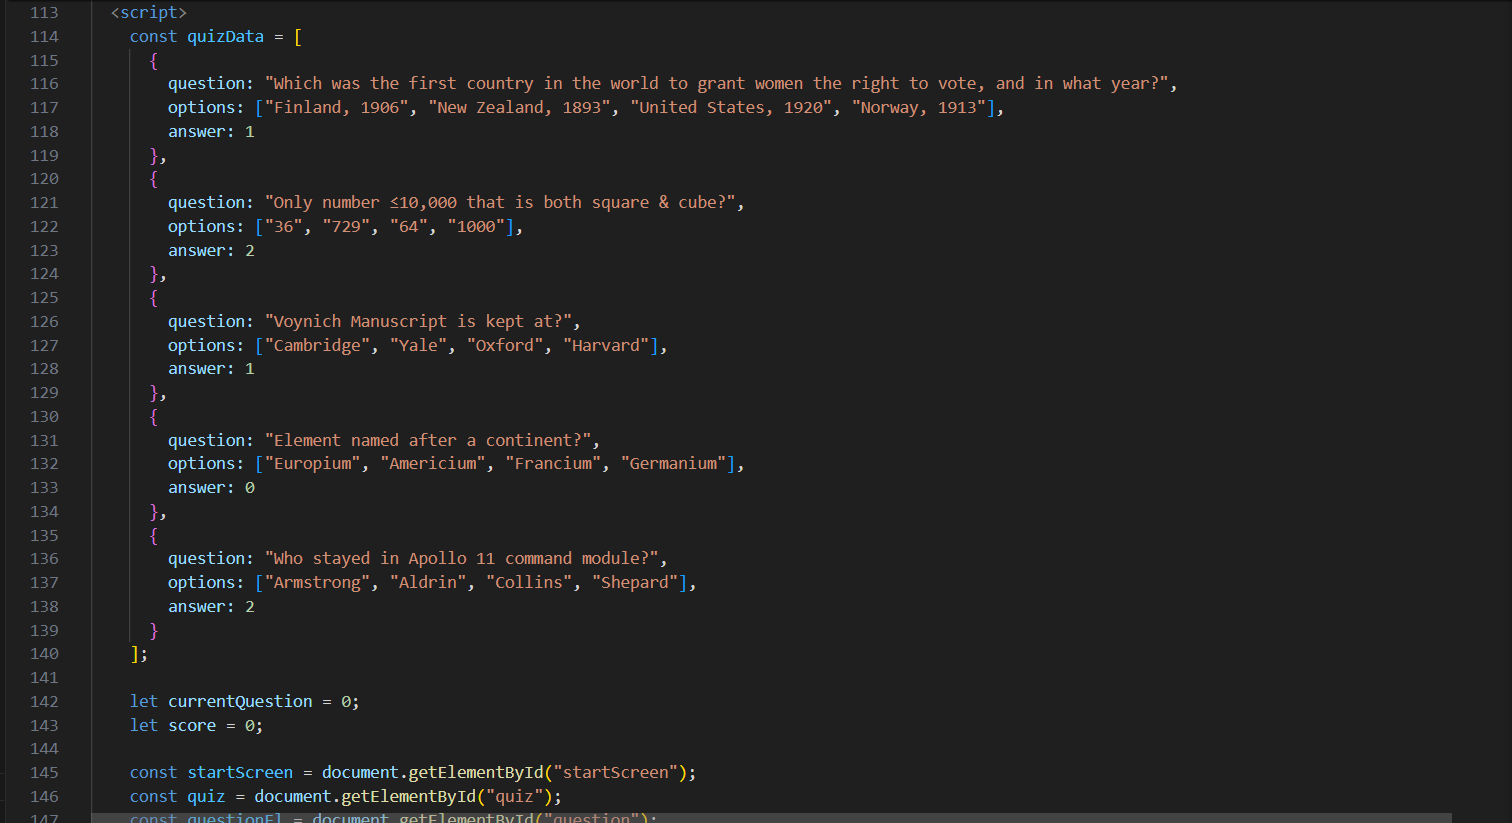 113 <script>
114 const quizData = [
115 {
116 question: "Which was the first country in the world to grant women the right to vote, and in what year?",
117 options: ["Finland, 1906", "New Zealand, 1893", "United States, 1920", "Norway, 1913"],
118 answer: 1
119 },
120 {
121 question: "Only number ≤10,000 that is both square & cube?",
122 options: ["36", "729", "64", "1000"],
123 answer: 2
124 },
125 {
126 question: "Voynich Manuscript is kept at?",
127 options: ["Cambridge", "Yale", "Oxford", "Harvard"],
128 answer: 1
129 },
130 {
131 question: "Element named after a continent?",
132 options: ["Europium", "Americium", "Francium", "Germanium"],
133 answer: 0
134 },
135 {
136 question: "Who stayed in Apollo 11 command module?",
137 options: ["Armstrong", "Aldrin", "Collins", "Shepard"],
138 answer: 2
139 }
140 ];
141
142 let currentQuestion = 0;
143 let score = 0;
144
145 const startScreen = document.getElementById("startScreen");
146 const quiz = document.getElementById("quiz");
147 const questionEl = document.getElementById("question");